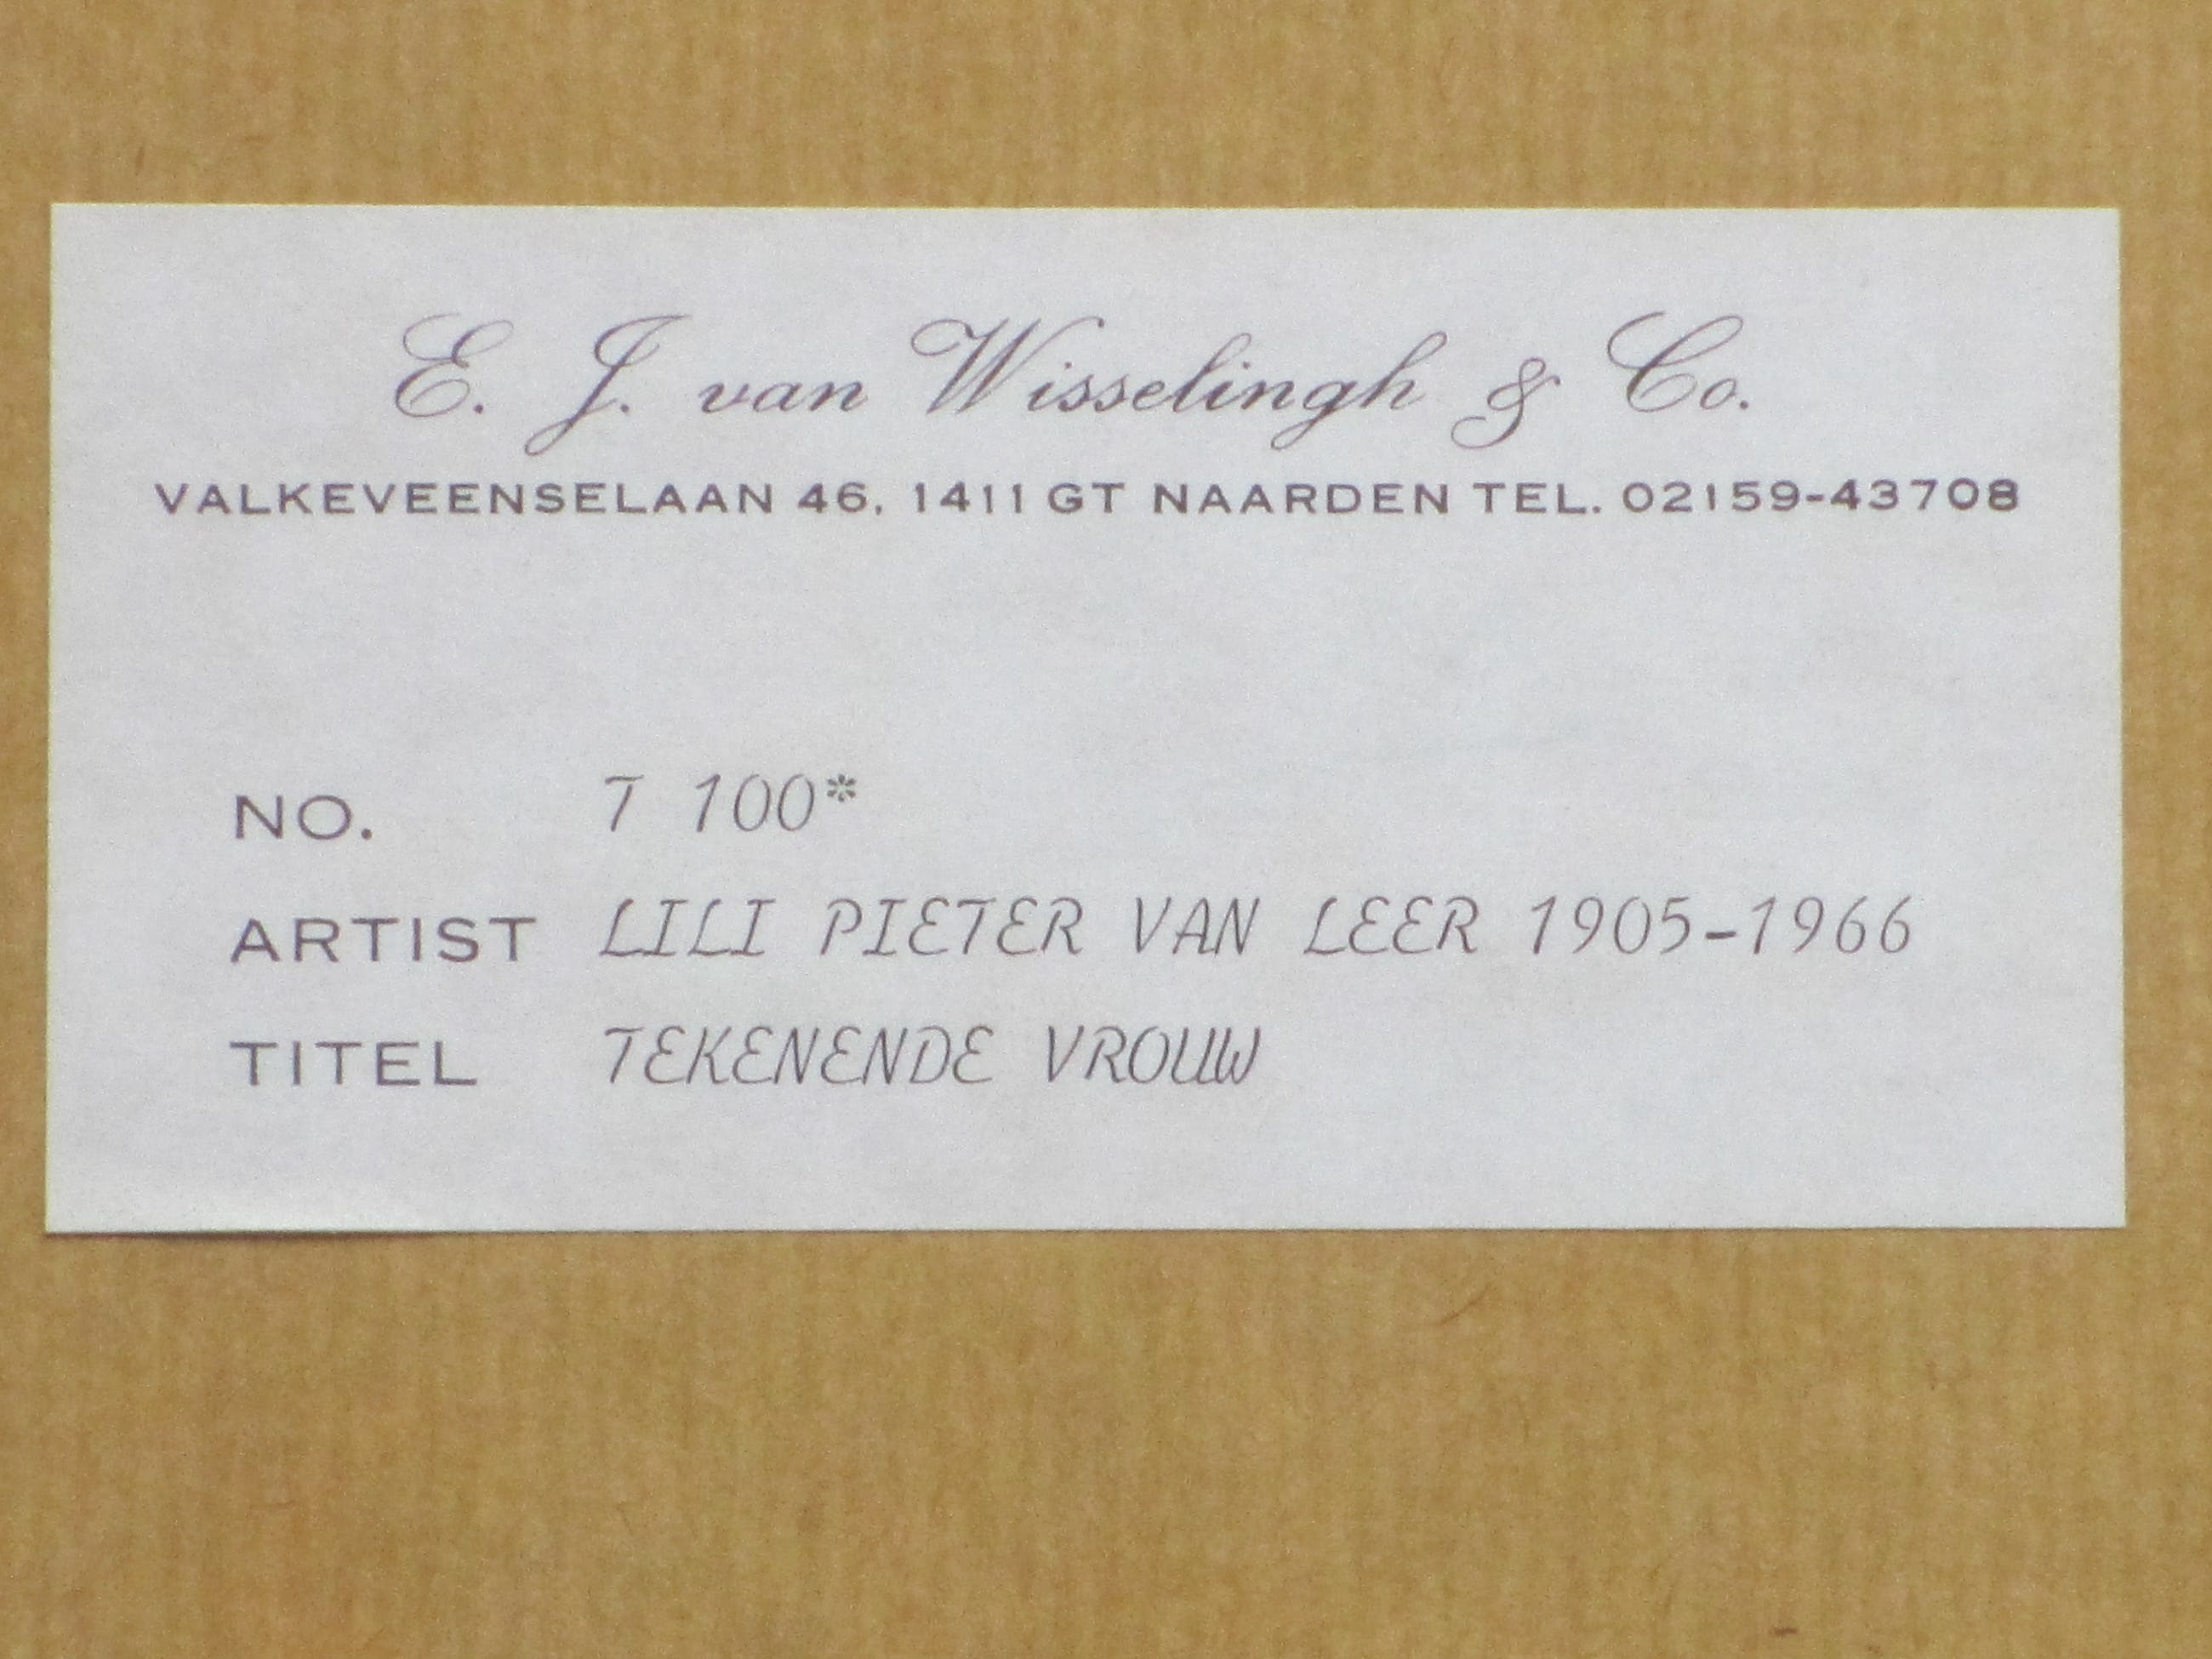 E. J. van Wisselingh & Co.
VALKEVEENSELAAN 46, 1411 GT NAARDEN TEL. 02159-43708
NO. T 100*
ARTIST LILI PIETER VAN LEER 1905-1966
TITEL TEKENENDE VROUW